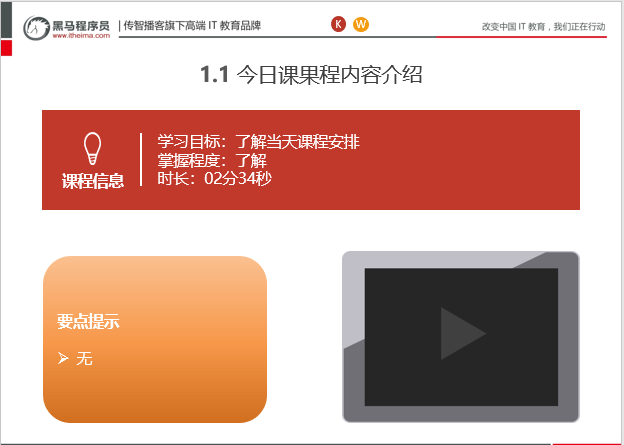 黑马程序员
www.itheima.com
传智播客旗下高端 IT 教育品牌
K
W
改变中国 IT 教育，我们正在行动
1.1 今日课果程内容介绍
课程信息
学习目标：了解当天课程安排
掌握程度：了解
时长：02分34秒
要点提示
➢ 无